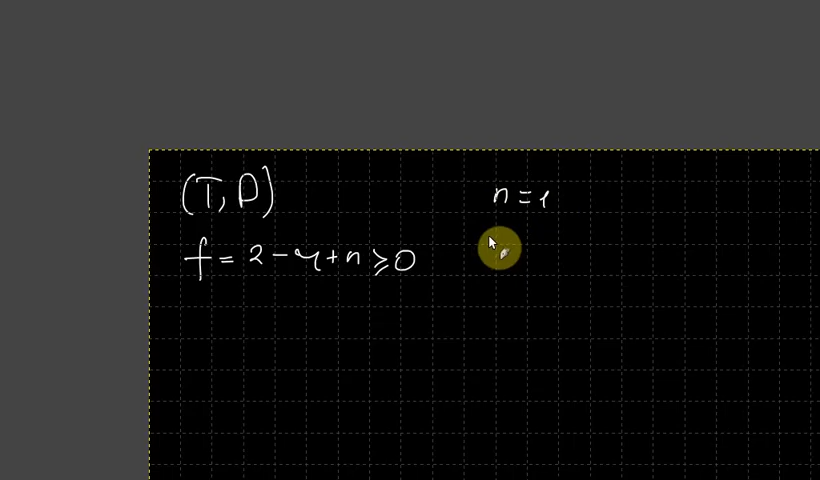 (T, P)
n = 1
f = 2 - r + n ⩾ 0